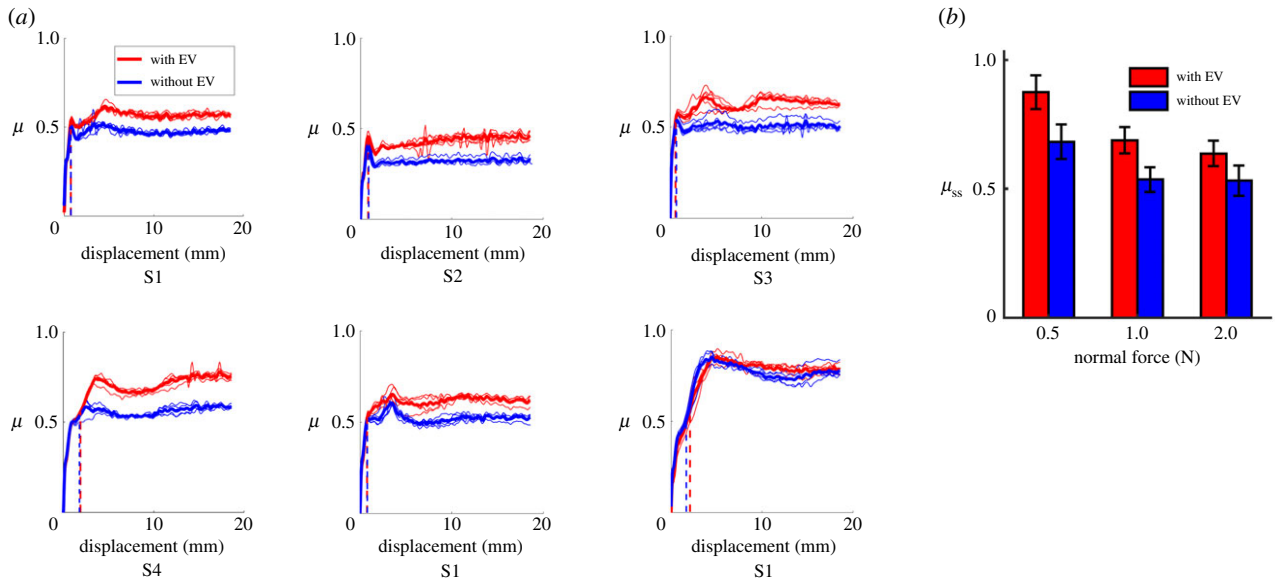 (a)
1.0
with EV
without EV
μ
0.5
0
10
20
displacement (mm)
S1
1.0
μ
0.5
0
10
20
displacement (mm)
S2
1.0
μ
0.5
0
10
20
displacement (mm)
S3
1.0
μ
0.5
0
10
20
displacement (mm)
S4
1.0
μ
0.5
0
10
20
displacement (mm)
S1
1.0
μ
0.5
0
10
20
displacement (mm)
S1
(b)
1.0
with EV
without EV
μss
0.5
0
0.5 1.0 2.0
normal force (N)